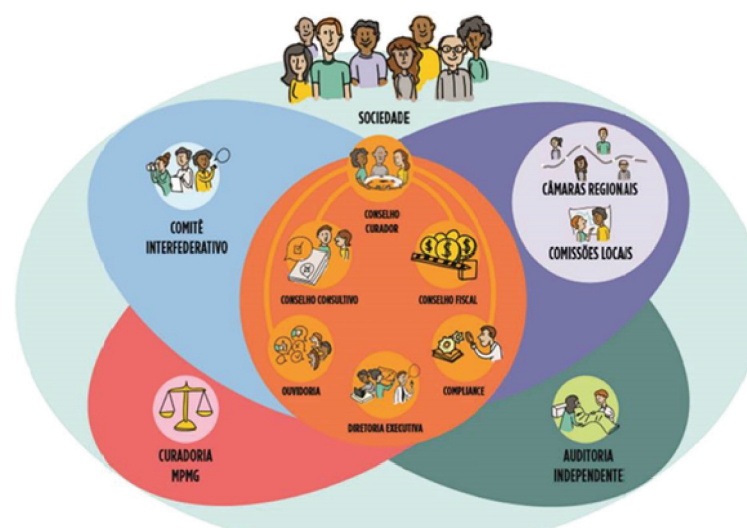 SOCIEDADE
COMITÊ
INTERFEDERATIVO
CONSELHO
CURADOR
CÂMARAS REGIONAIS
COMISSÕES LOCAIS
CONSELHO CONSULTIVO
CONSELHO FISCAL
OUVIDORIA
DIRETORIA EXECUTIVA
COMPLIANCE
CURADORIA
MPMG
AUDITORIA
INDEPENDENTE